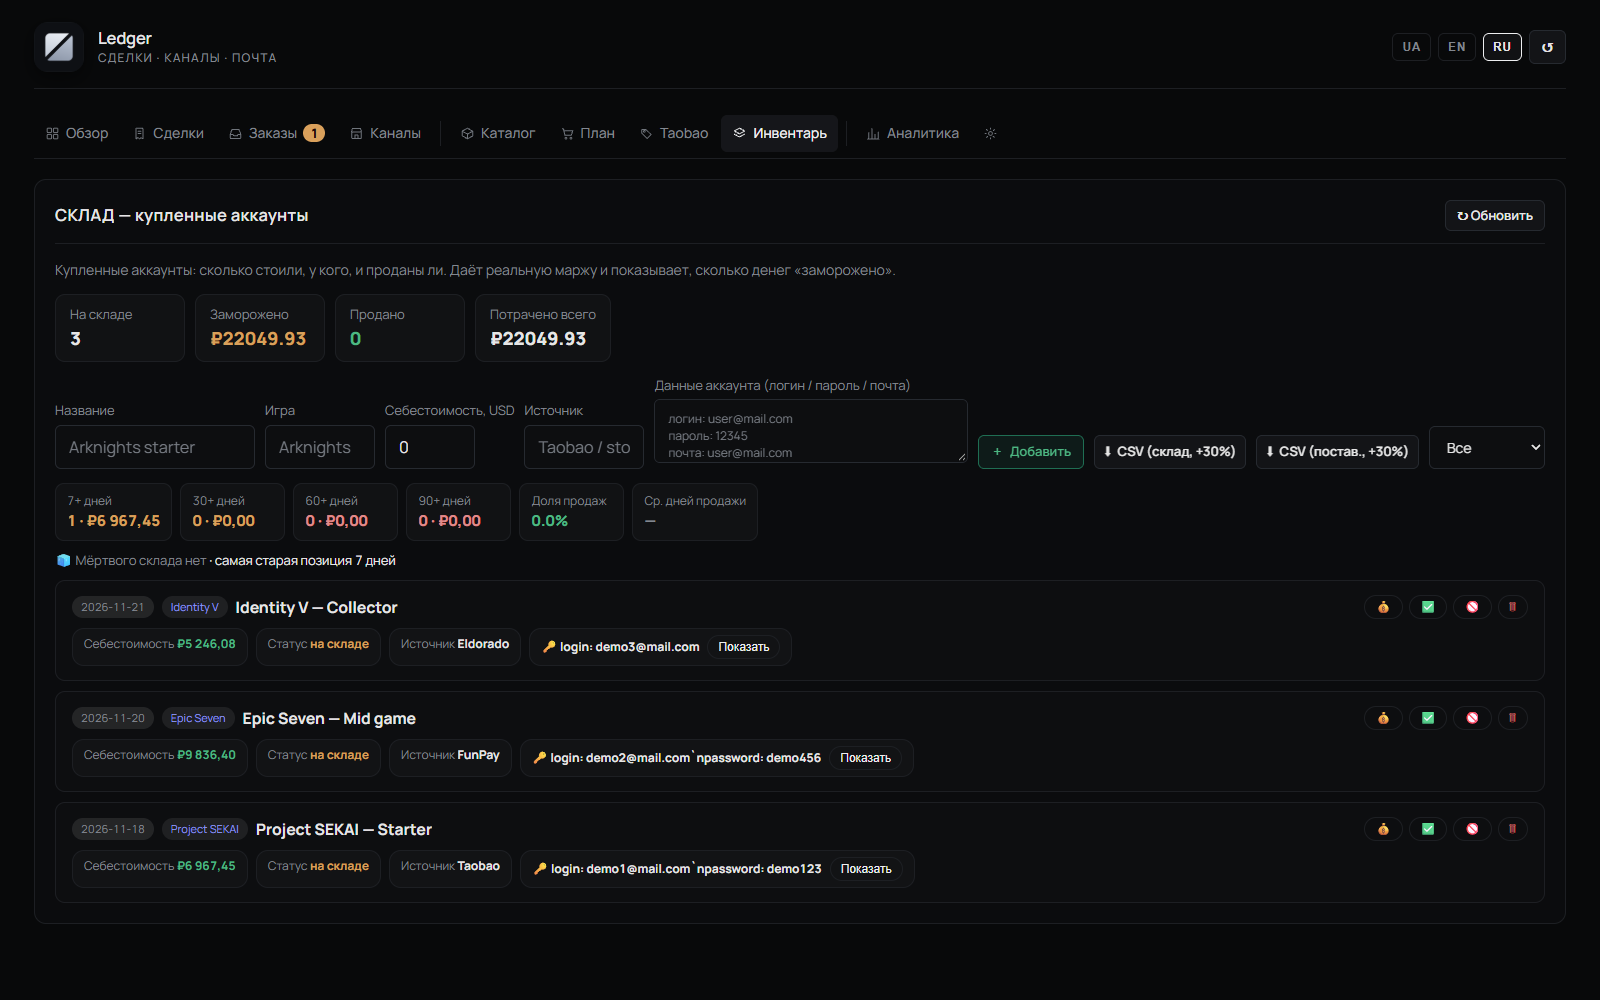 Ledger
СДЕЛКИ · КАНАЛЫ · ПОЧТА
UA EN RU
Обзор Сделки Заказы 1 Каналы Каталог План Taobao Инвентарь Аналитика
СКЛАД — купленные аккаунты
↻ Обновить
Купленные аккаунты: сколько стоили, у кого, и проданы ли. Даёт реальную маржу и показывает, сколько денег «заморожено».
На складе Заморожено Продано Потрачено всего
3 ₽22049.93 0 ₽22049.93
Данные аккаунта (логин / пароль / почта)
Название Игра Себестоимость, USD Источник
Arknights starter Arknights 0 Taobao / sto
логин: user@mail.com
пароль: 12345
почта: user@mail.com
+ Добавить ⬇ CSV (склад, +30%) ⬇ CSV (постав., +30%) Все
7+ дней 30+ дней 60+ дней 90+ дней Доля продаж Ср. дней продажи
1 · ₽6 967,45 0 · ₽0,00 0 · ₽0,00 0 · ₽0,00 0.0% —
Мёртвого склада нет · самая старая позиция 7 дней
2026-11-21 Identity V Identity V — Collector
Себестоимость ₽5 246,08 Статус на складе Источник Eldorado login: demo3@mail.com Показать
2026-11-20 Epic Seven Epic Seven — Mid game
Себестоимость ₽9 836,40 Статус на складе Источник FunPay login: demo2@mail.com`npassword: demo456 Показать
2026-11-18 Project SEKAI Project SEKAI — Starter
Себестоимость ₽6 967,45 Статус на складе Источник Taobao login: demo1@mail.com`npassword: demo123 Показать